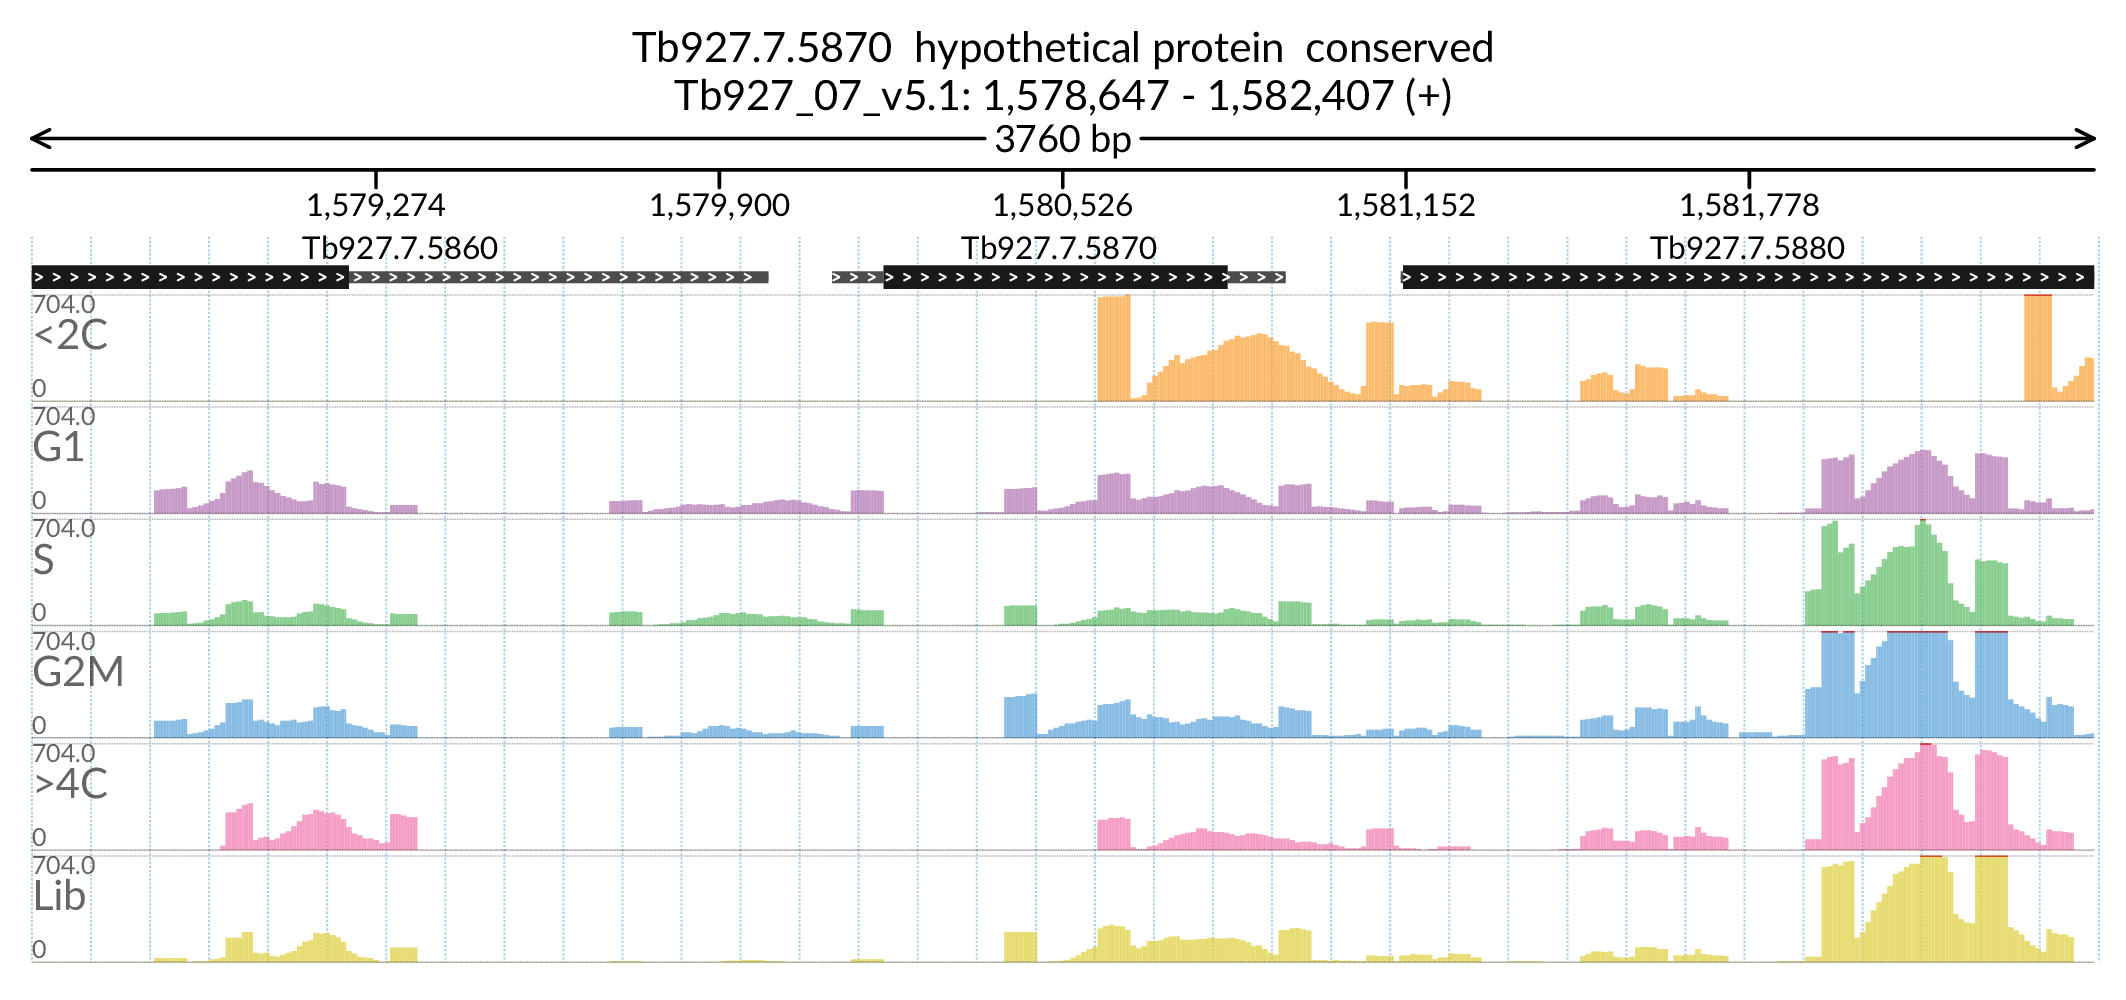 Tb927.7.5870  hypothetical protein  conserved
Tb927_07_v5.1: 1,578,647 - 1,582,407 (+)
3760 bp
1,579,274 1,579,900 1,580,526 1,581,152 1,581,778
Tb927.7.5860 Tb927.7.5870 Tb927.7.5880
704.0
<2C
0
704.0
G1
0
704.0
S
0
704.0
G2M
0
704.0
>4C
0
704.0
Lib
0